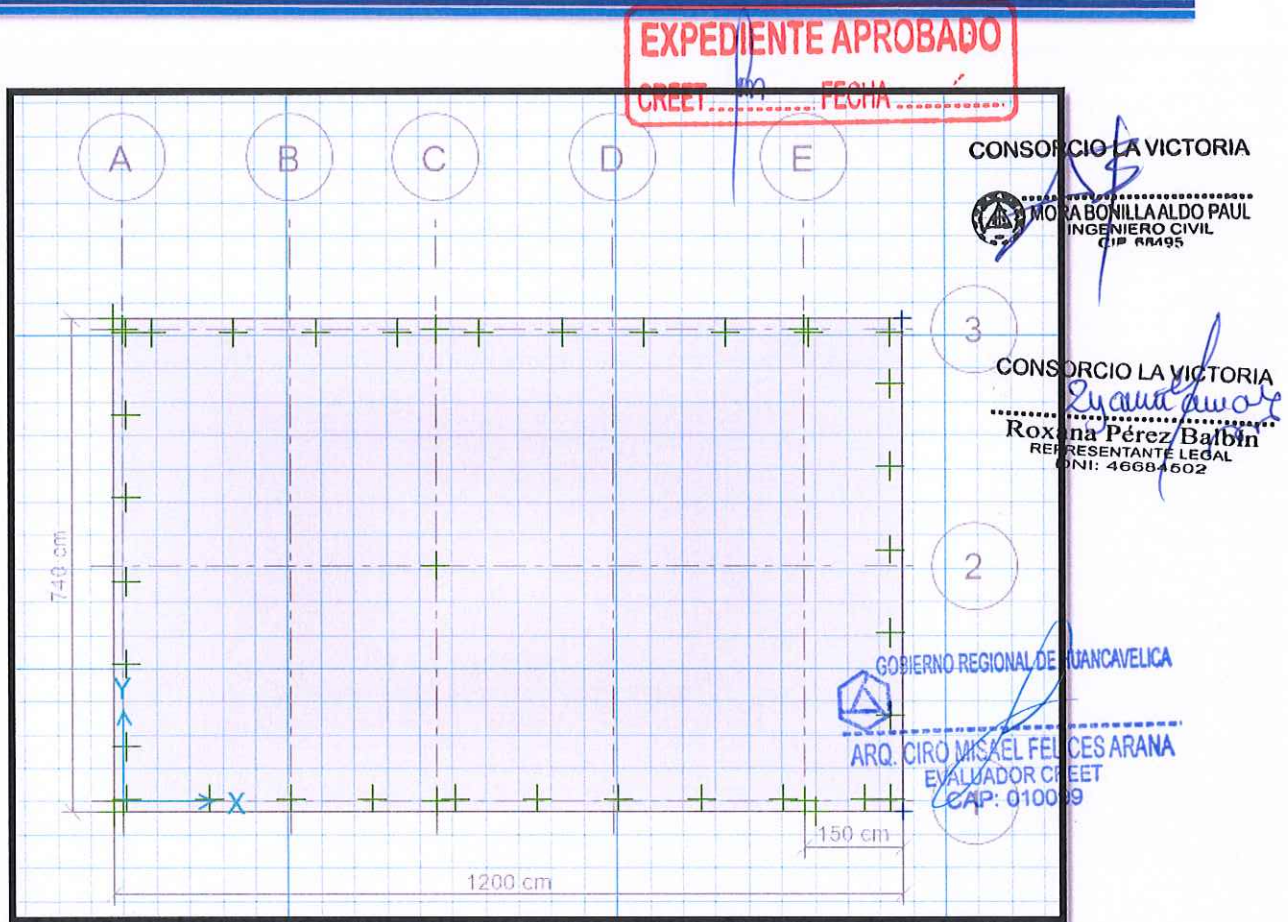 EXPEDIENTE APROBADO
CREET.............. FECHA ..............
A
B
C
D
E
CONSORCIO LA VICTORIA
MORA BONILLA ALDO PAUL
INGENIERO CIVIL
3
CONSORCIO LA VICTORIA
Roxana Pérez Balbín
REPRESENTANTE LEGAL
DNI: 46684602
740 cm
2
GOBIERNO REGIONAL DE HUANCAVELICA
Y
ARQ. CIRO MISAEL FELICES ARANA
EVALUADOR CREET
CAP: 010099
X
1
150 cm
1200 cm